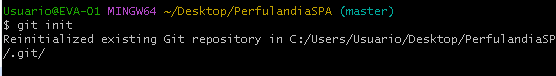 Usuario@EVA-01 MINGW64 ~/Desktop/PerfulandiaSPA (master)
$ git init
Reinitialized existing Git repository in C:/Users/Usuario/Desktop/PerfulandiaSP
/.git/